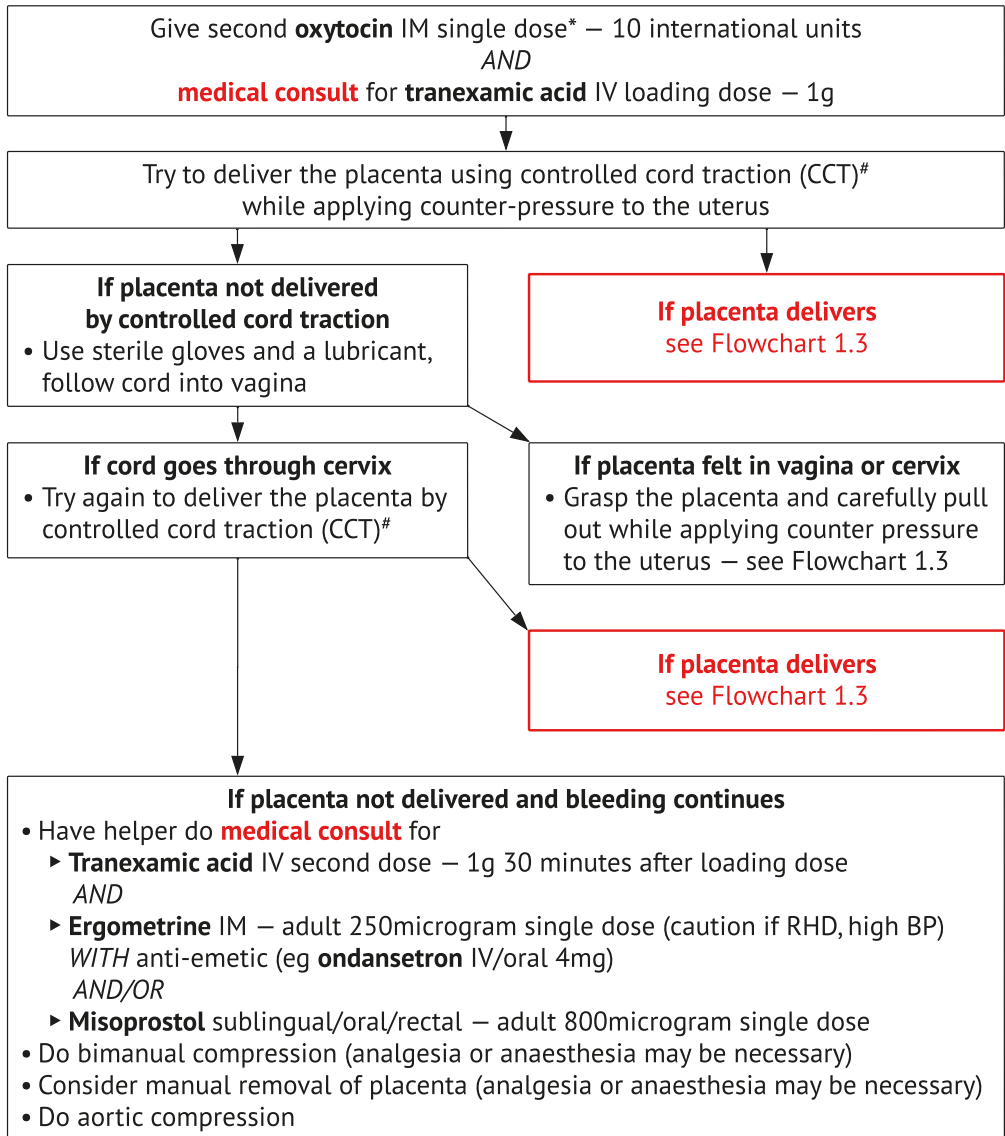 Give second oxytocin IM single dose* — 10 international units
AND
medical consult for tranexamic acid IV loading dose — 1g
Try to deliver the placenta using controlled cord traction (CCT)#
while applying counter-pressure to the uterus
If placenta not delivered
by controlled cord traction
• Use sterile gloves and a lubricant,
follow cord into vagina
If placenta delivers
see Flowchart 1.3
If cord goes through cervix
• Try again to deliver the placenta by
controlled cord traction (CCT)#
If placenta felt in vagina or cervix
• Grasp the placenta and carefully pull
out while applying counter pressure
to the uterus — see Flowchart 1.3
If placenta delivers
see Flowchart 1.3
If placenta not delivered and bleeding continues
• Have helper do medical consult for
▶ Tranexamic acid IV second dose — 1g 30 minutes after loading dose
AND
▶ Ergometrine IM — adult 250microgram single dose (caution if RHD, high BP)
WITH anti-emetic (eg ondansetron IV/oral 4mg)
AND/OR
▶ Misoprostol sublingual/oral/rectal — adult 800microgram single dose
• Do bimanual compression (analgesia or anaesthesia may be necessary)
• Consider manual removal of placenta (analgesia or anaesthesia may be necessary)
• Do aortic compression